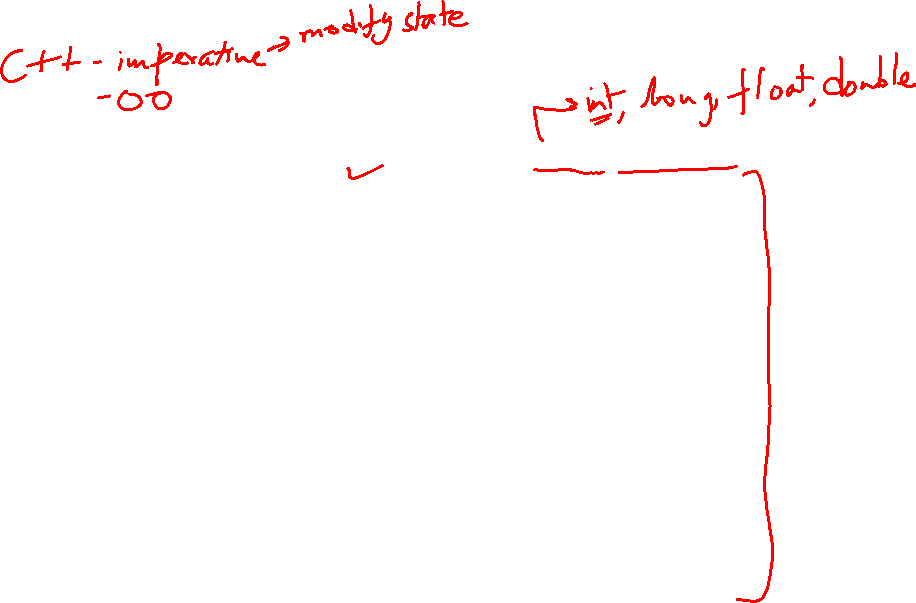 C++ - imperative → modify state
- OO
→ int, long, float, double